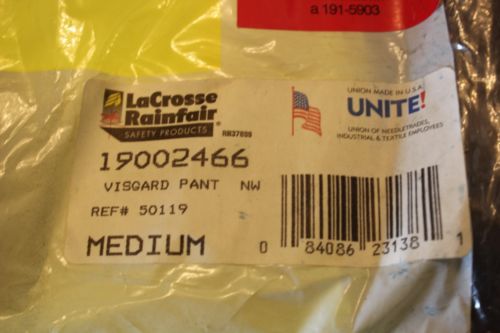 a 191-5903
LaCrosse
Rainfair
SAFETY PRODUCTS
RN37099
UNION MADE IN U.S.A.
UNITE!
UNION OF NEEDLETRADES,
INDUSTRIAL & TEXTILE EMPLOYEES
19002466
VISGARD PANT NW
REF# 50119
MEDIUM
0 84086 23138 1